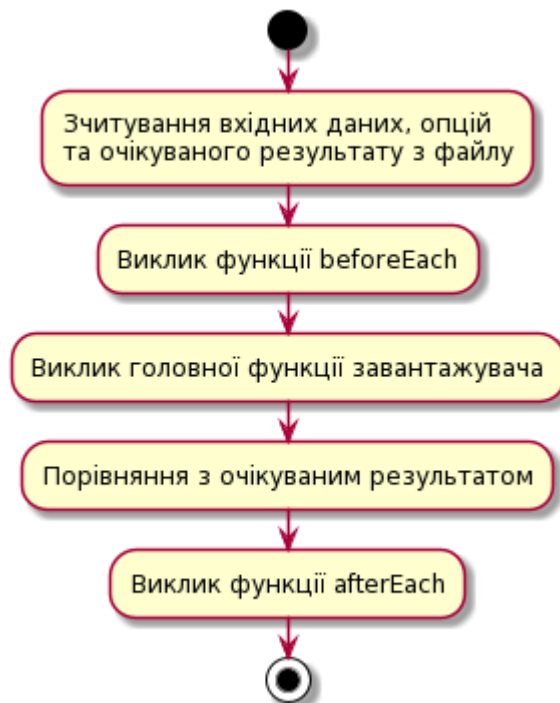 Зчитування вхідних даних, опцій
та очікуваного результату з файлу
Виклик функції beforeEach
Виклик головної функції завантажувача
Порівняння з очікуваним результатом
Виклик функції afterEach